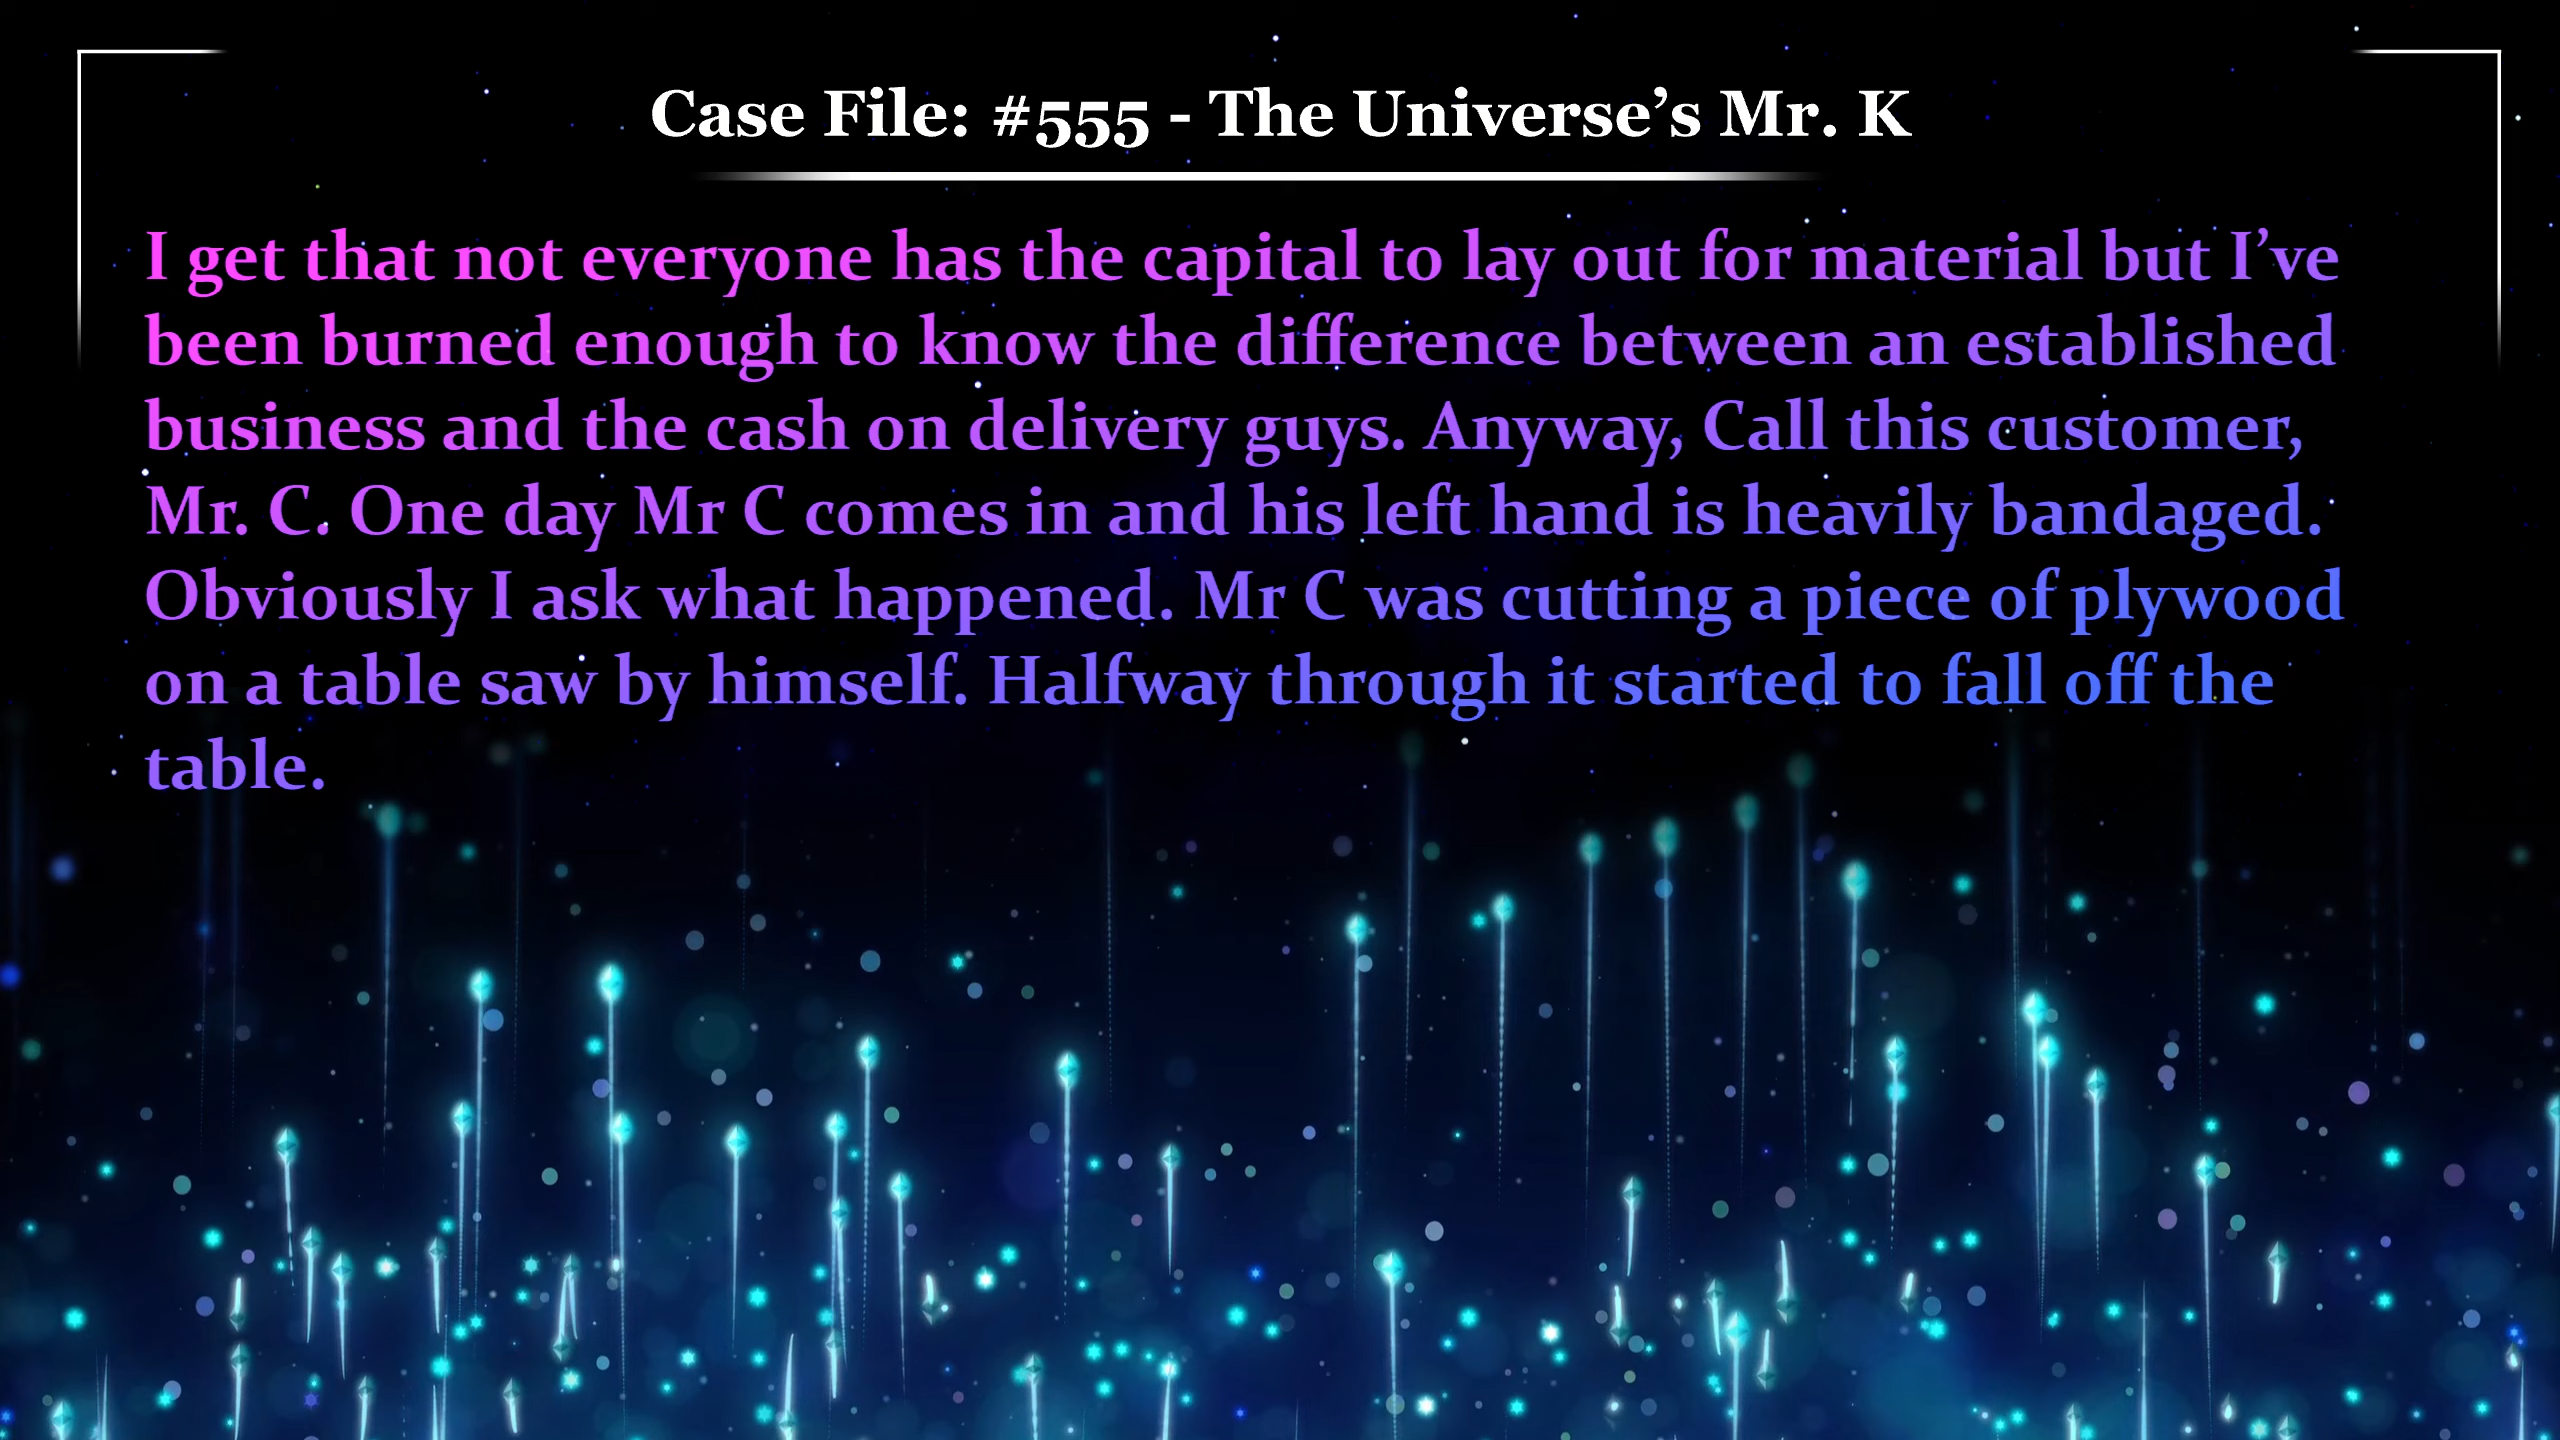 Case File: #555 - The Universe’s Mr. K
I get that not everyone has the capital to lay out for material but I’ve
been burned enough to know the difference between an established
business and the cash on delivery guys. Anyway, Call this customer,
Mr. C. One day Mr C comes in and his left hand is heavily bandaged.
Obviously I ask what happened. Mr C was cutting a piece of plywood
on a table saw by himself. Halfway through it started to fall off the
table.